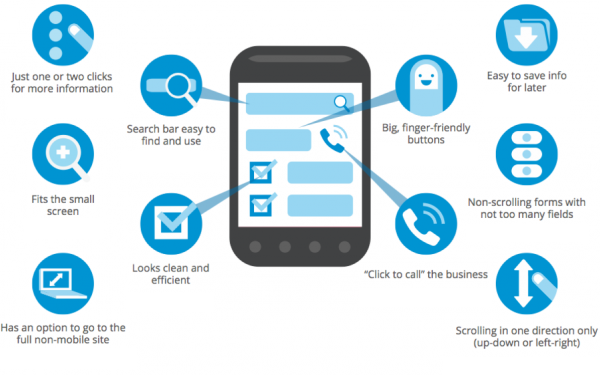 Just one or two clicks
for more information
Search bar easy to
find and use
Big, finger-friendly
buttons
Easy to save info
for later
Fits the small
screen
Non-scrolling forms with
not too many fields
Looks clean and
efficient
“Click to call” the business
Has an option to go to the
full non-mobile site
Scrolling in one direction only
(up-down or left-right)